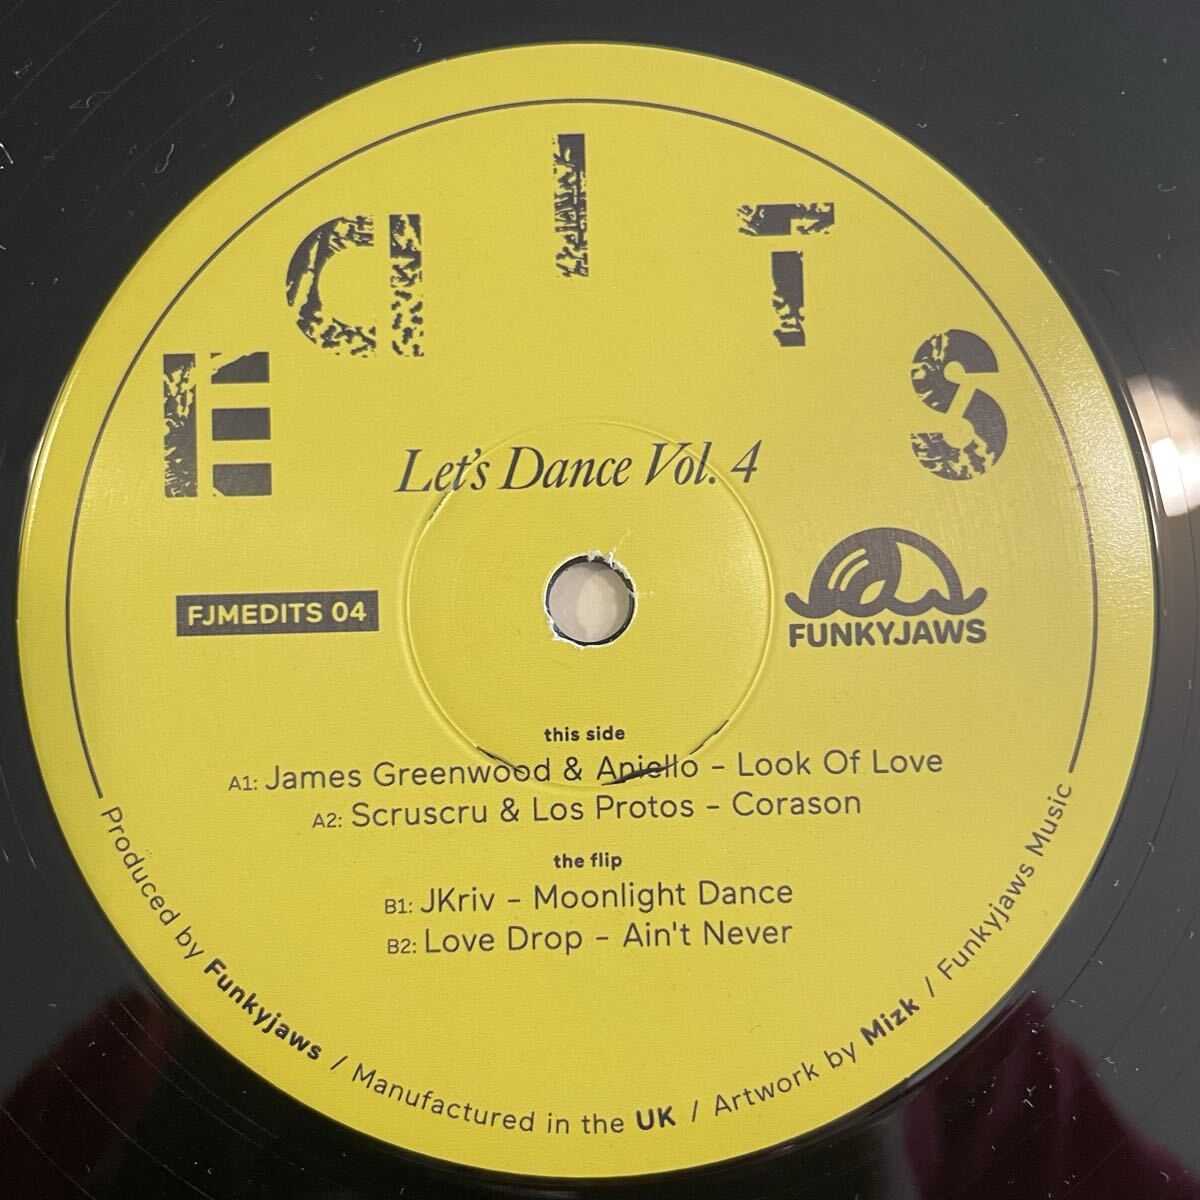 EdITS
Let's Dance Vol. 4
FJMEDITS 04
FUNKYJAWS
this side
A1: James Greenwood & Aniello - Look Of Love
A2: Scruscru & Los Protos - Corason
the flip
B1: JKriv - Moonlight Dance
B2: Love Drop - Ain't Never
Produced by Funkyjaws / Manufactured in the UK / Artwork by Mizk / Funkyjaws Music